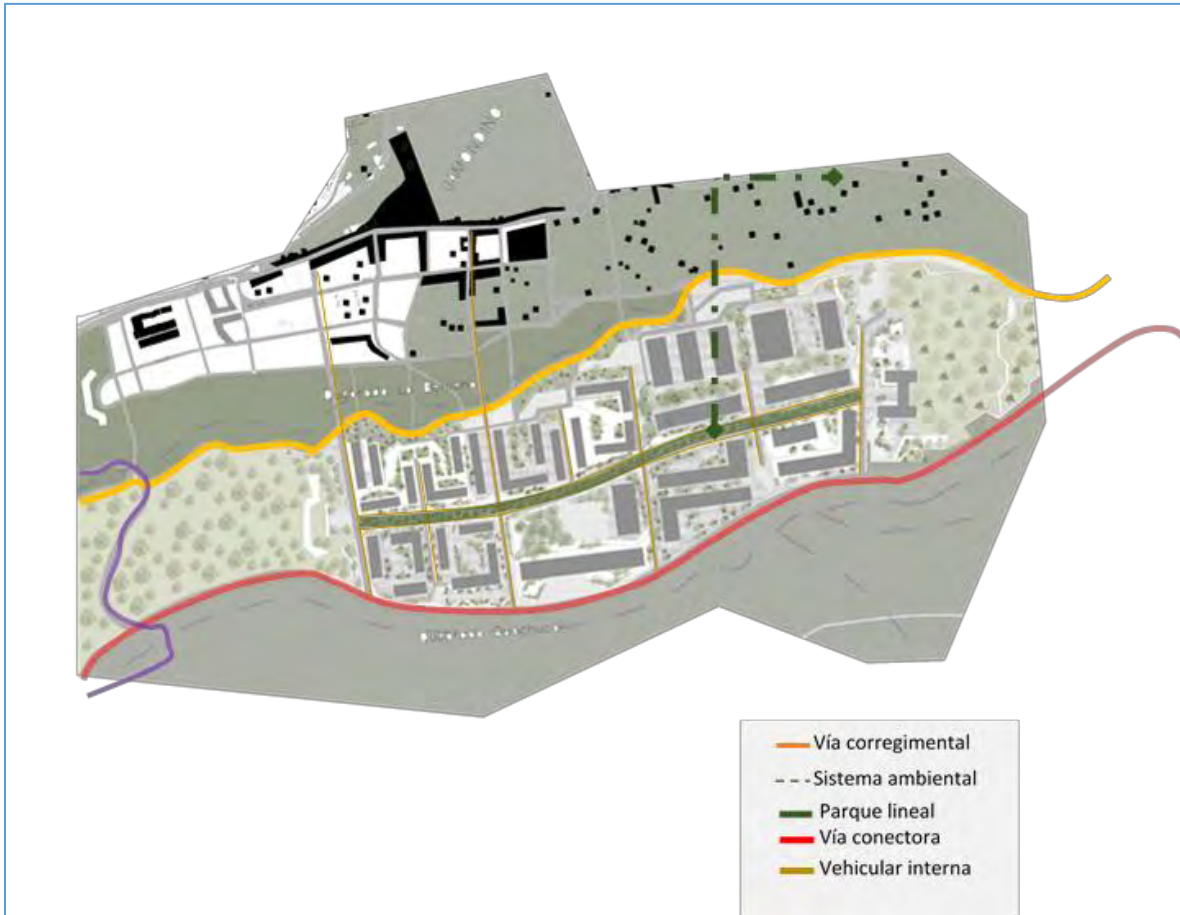 Vía corregimental
Sistema ambiental
Parque lineal
Vía conectora
Vehicular interna